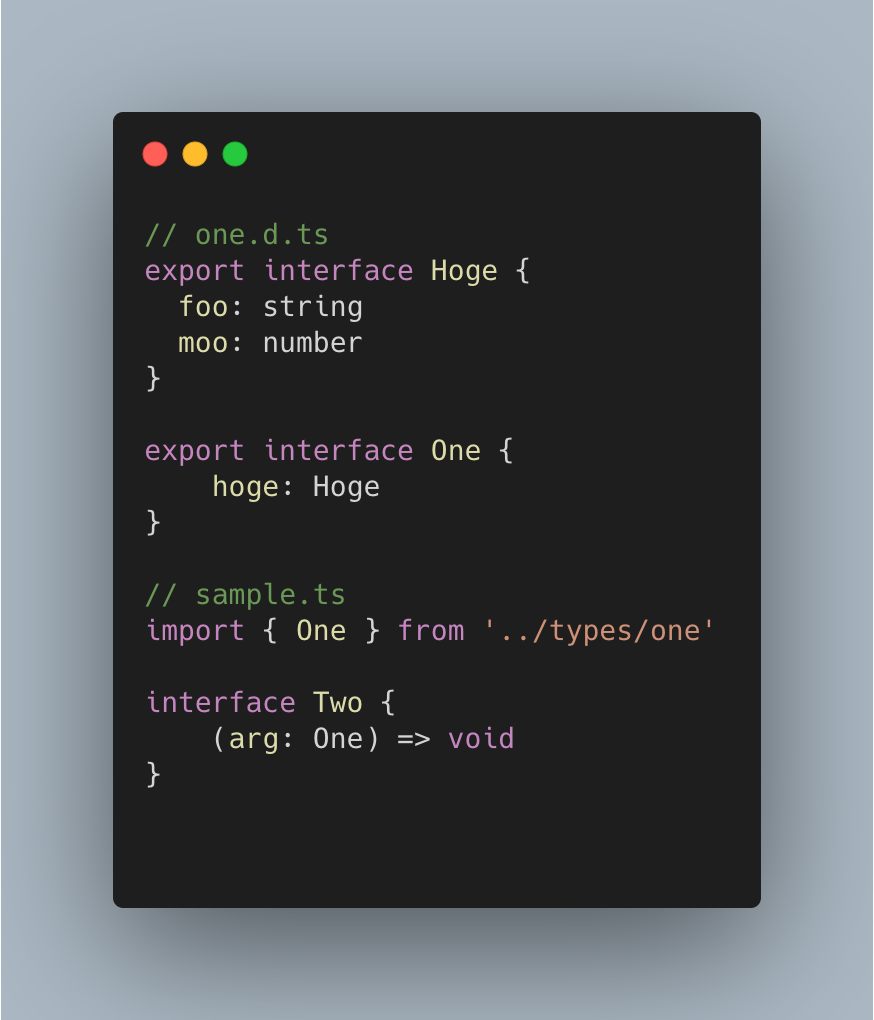 // one.d.ts
export interface Hoge {
  foo: string
  moo: number
}

export interface One {
    hoge: Hoge
}

// sample.ts
import { One } from '../types/one'

interface Two {
    (arg: One) => void
}